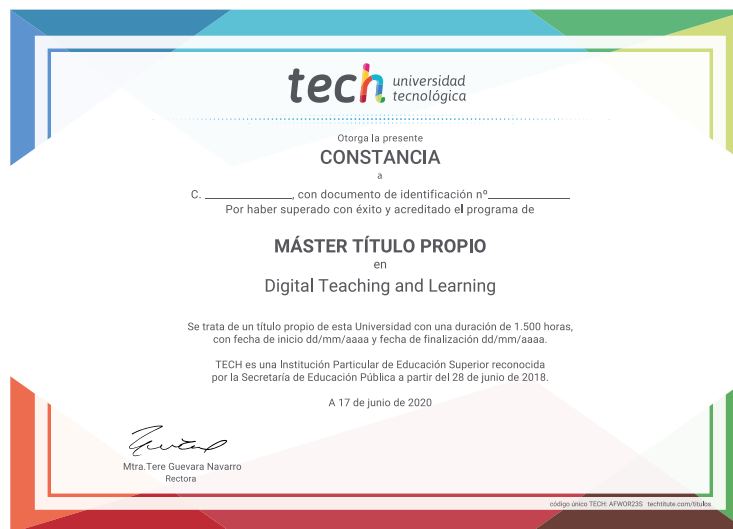 tech universidad
tecnológica
Otorga la presente
CONSTANCIA
a
C. ______________, con documento de identificación nº______________
Por haber superado con éxito y acreditado el programa de
MÁSTER TÍTULO PROPIO
en
Digital Teaching and Learning
Se trata de un título propio de esta Universidad con una duración de 1.500 horas,
con fecha de inicio dd/mm/aaaa y fecha de finalización dd/mm/aaaa.
TECH es una Institución Particular de Educación Superior reconocida
por la Secretaría de Educación Pública a partir del 28 de junio de 2018.
A 17 de junio de 2020
Mtra.Tere Guevara Navarro
Rectora
código único TECH: AFWOR23S techtitute.com/titulos